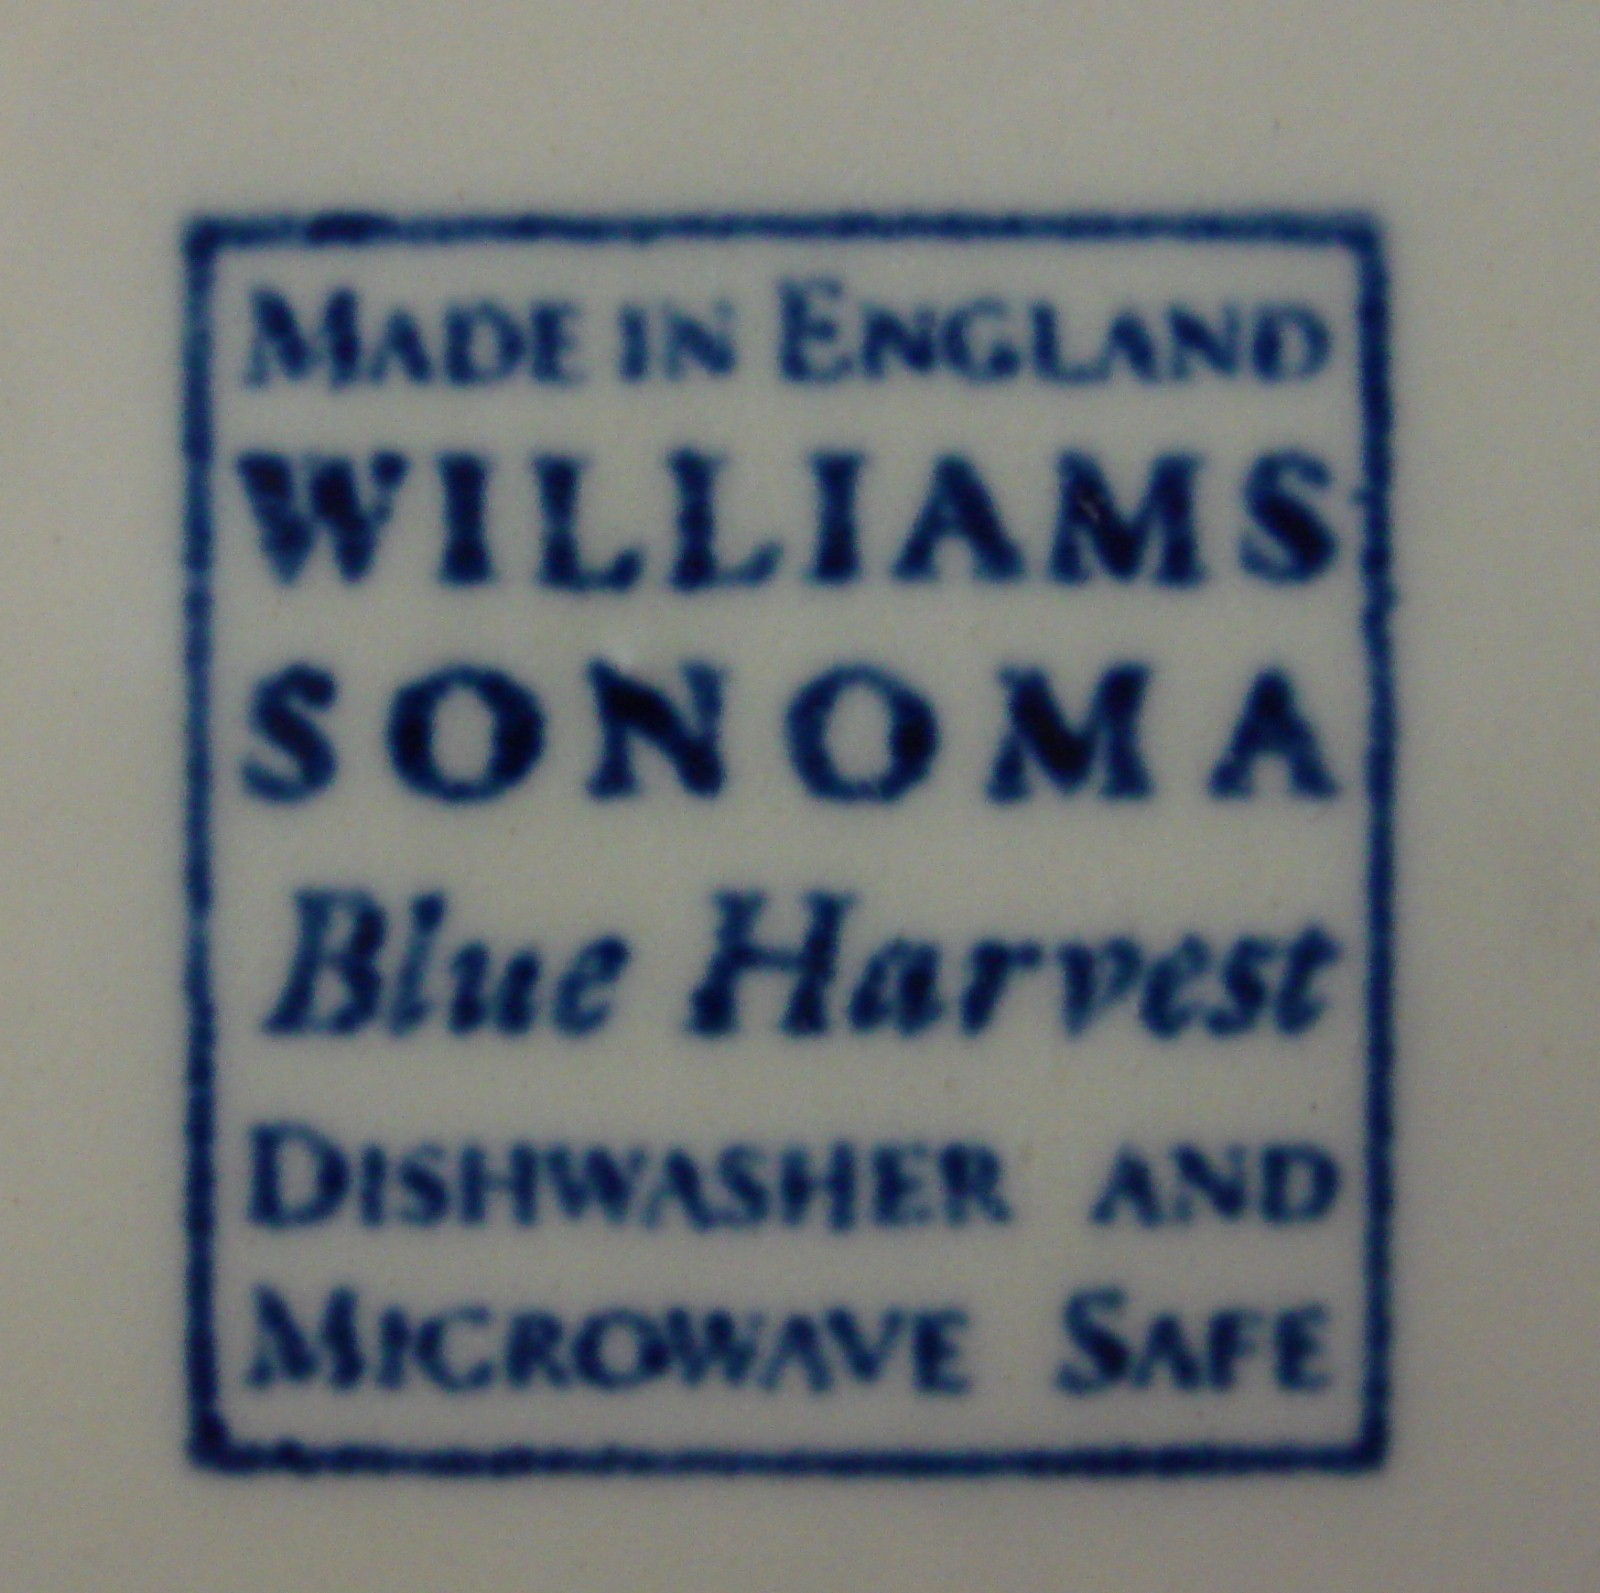 MADE IN ENGLAND
WILLIAMS
SONOMA
Blue Harvest
DISHWASHER AND
MICROWAVE SAFE